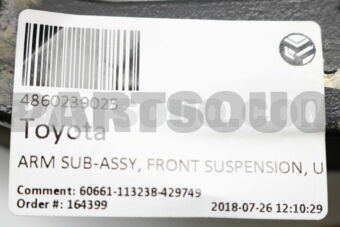 4860239025
Toyota
PARTSOUQ
ARM SUB-ASSY, FRONT SUSPENSION, U
Comment: 60661-113238-429749
Order #: 164399 2018-07-26 12:10:29